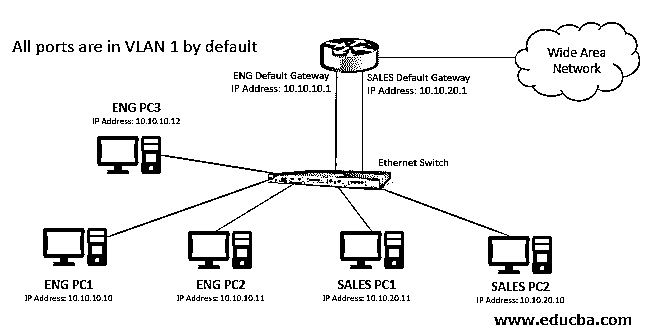 All ports are in VLAN 1 by default
Wide Area
Network
ENG Default Gateway
IP Address: 10.10.10.1
SALES Default Gateway
IP Address: 10.10.20.1
ENG PC3
IP Address: 10.10.10.12
Ethernet Switch
ENG PC1
IP Address: 10.10.10.10
ENG PC2
IP Address: 10.10.10.11
SALES PC1
IP Address: 10.10.20.11
SALES PC2
IP Address: 10.10.20.10
www.educba.com